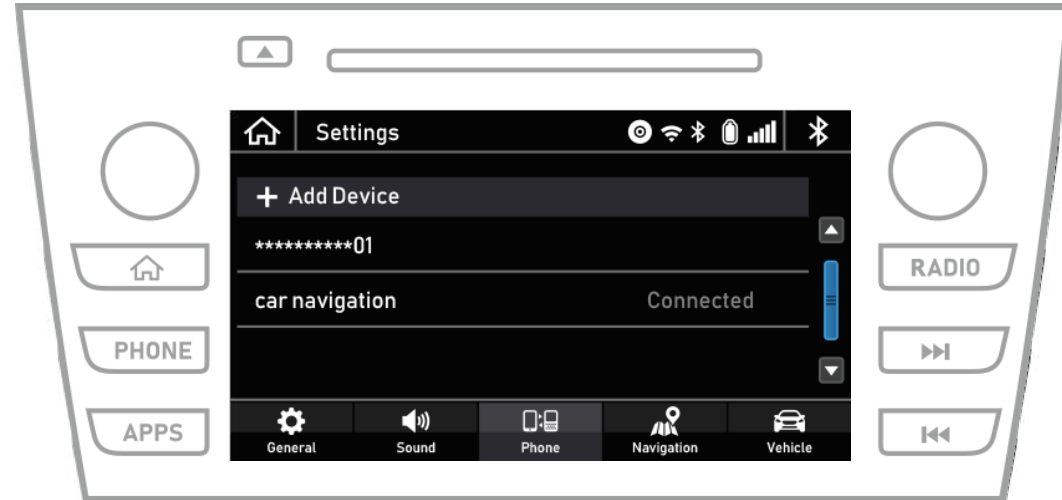 Settings
+ Add Device
**********01
car navigation Connected
RADIO
PHONE
APPS
General Sound Phone Navigation Vehicle